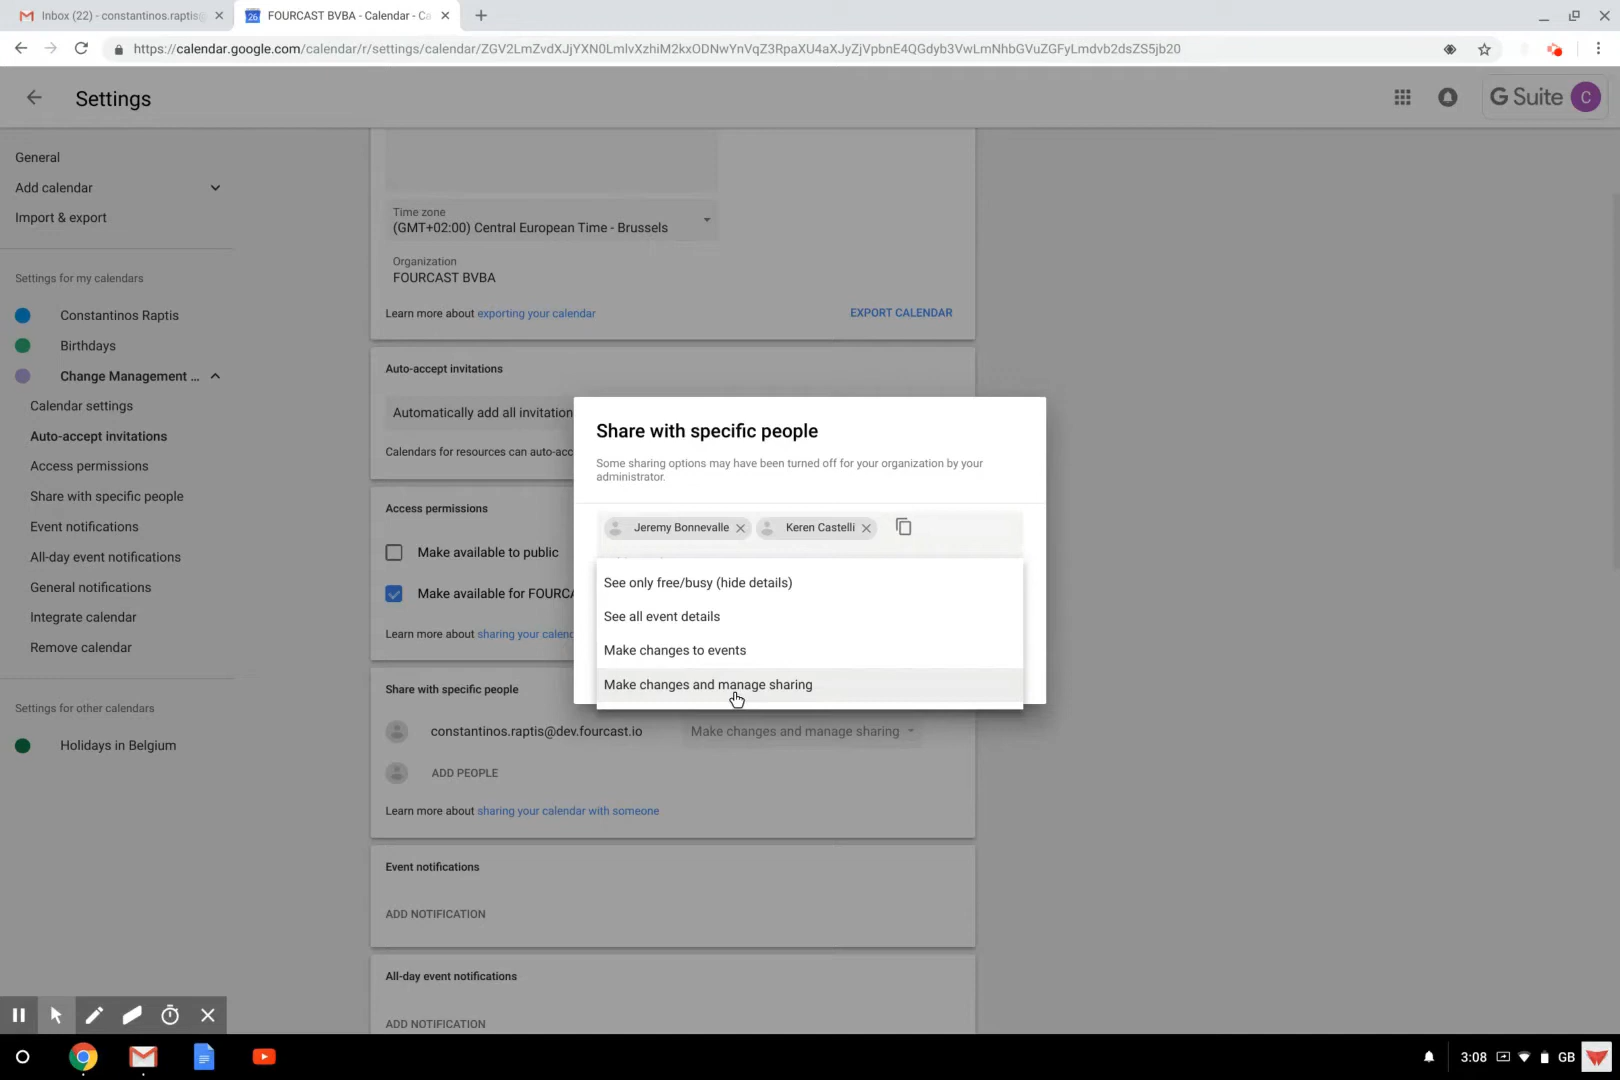 Inbox (22) - constantinos.raptis@
FOURCAST BVBA - Calendar - Ca
https://calendar.google.com/calendar/r/settings/calendar/ZGV2LmZvdXJjYXN0LmlvXzhiM2kxODNwYnVqZ3RpaXU4aXJyZjVpbnE4QGdyb3VwLmNhbGVuZGFyLmdvb2dsZS5jb20
Settings
G Suite
C
General
Add calendar
Import & export
Settings for my calendars
Constantinos Raptis
Birthdays
Change Management ...
Calendar settings
Auto-accept invitations
Access permissions
Share with specific people
Event notifications
All-day event notifications
General notifications
Integrate calendar
Remove calendar
Settings for other calendars
Holidays in Belgium
Time zone
(GMT+02:00) Central European Time - Brussels
Organization
FOURCAST BVBA
Learn more about exporting your calendar
EXPORT CALENDAR
Auto-accept invitations
Automatically add all invitation
Calendars for resources can auto-acc
Access permissions
Make available to public
Make available for FOURCA
Learn more about sharing your calend
Share with specific people
Some sharing options may have been turned off for your organization by your
administrator.
Jeremy Bonnevalle
Keren Castelli
See only free/busy (hide details)
See all event details
Make changes to events
Make changes and manage sharing
Share with specific people
constantinos.raptis@dev.fourcast.io
Make changes and manage sharing
ADD PEOPLE
Learn more about sharing your calendar with someone
Event notifications
ADD NOTIFICATION
All-day event notifications
ADD NOTIFICATION
3:08
GB